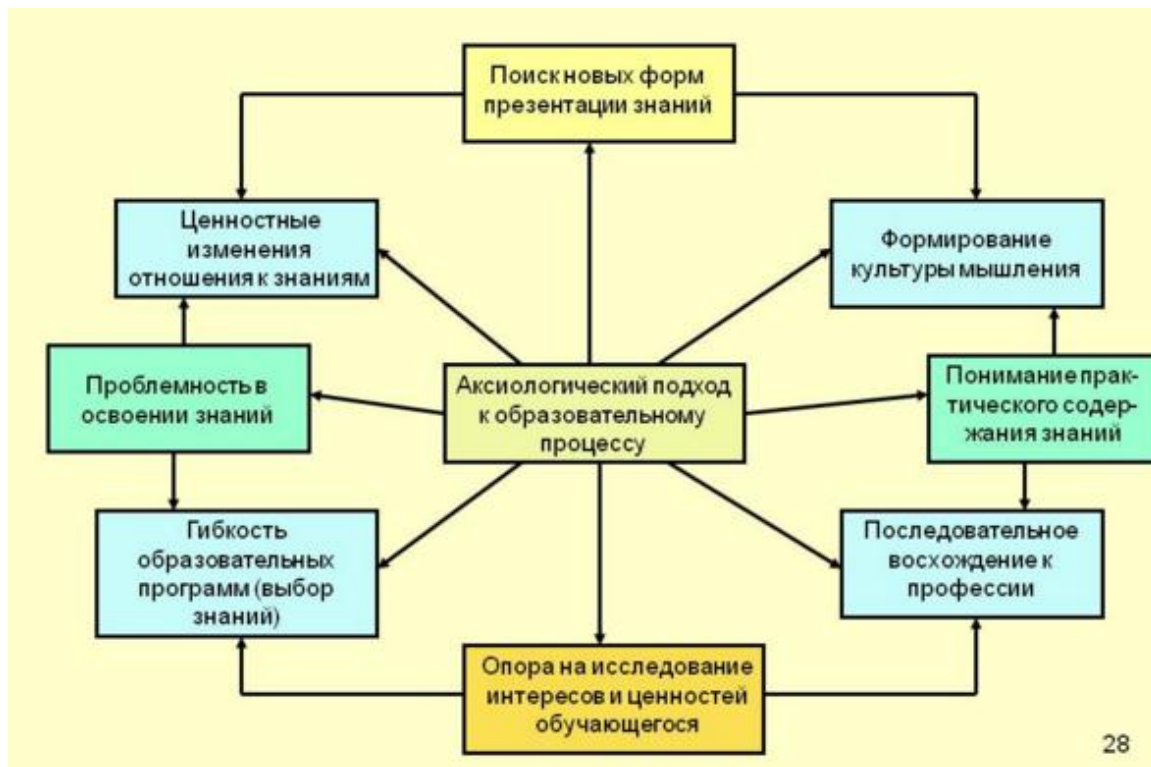 Поиск новых форм
презентации знаний
Ценностные
изменения
отношения к знаниям
Формирование
культуры мышления
Проблемность в
освоении знаний
Аксиологический подход
к образовательному
процессу
Понимание прак-
тического содер-
жания знаний
Гибкость
образовательных
программ (выбор
знаний)
Последовательное
восхождение к
профессии
Опора на исследование
интересов и ценностей
обучающегося
28